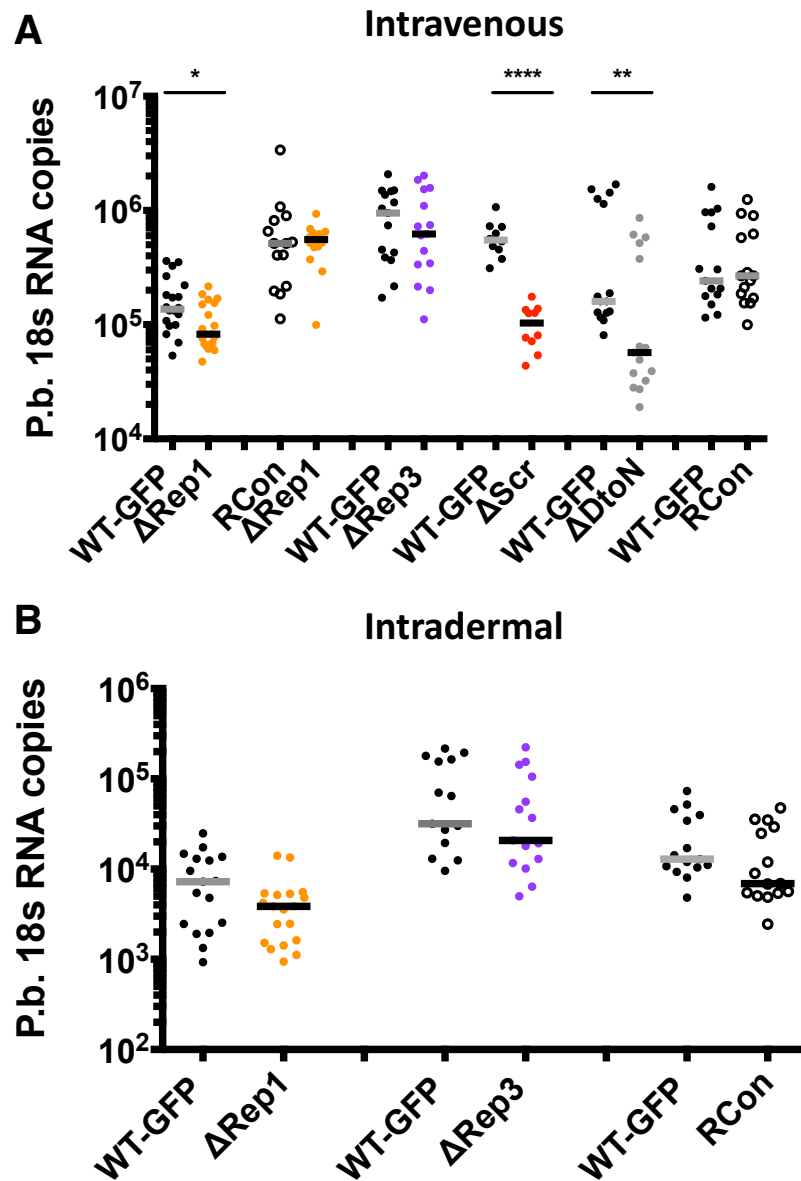 A
Intravenous
* **** **
P.b. 18s RNA copies
10^7
10^6
10^5
10^4
WT-GFP
ΔRep1
RCon
ΔRep1
WT-GFP
ΔRep3
WT-GFP
ΔScr
WT-GFP
ΔDtoN
WT-GFP
RCon
B
Intradermal
P.b. 18s RNA copies
10^6
10^5
10^4
10^3
10^2
WT-GFP
ΔRep1
WT-GFP
ΔRep3
WT-GFP
RCon